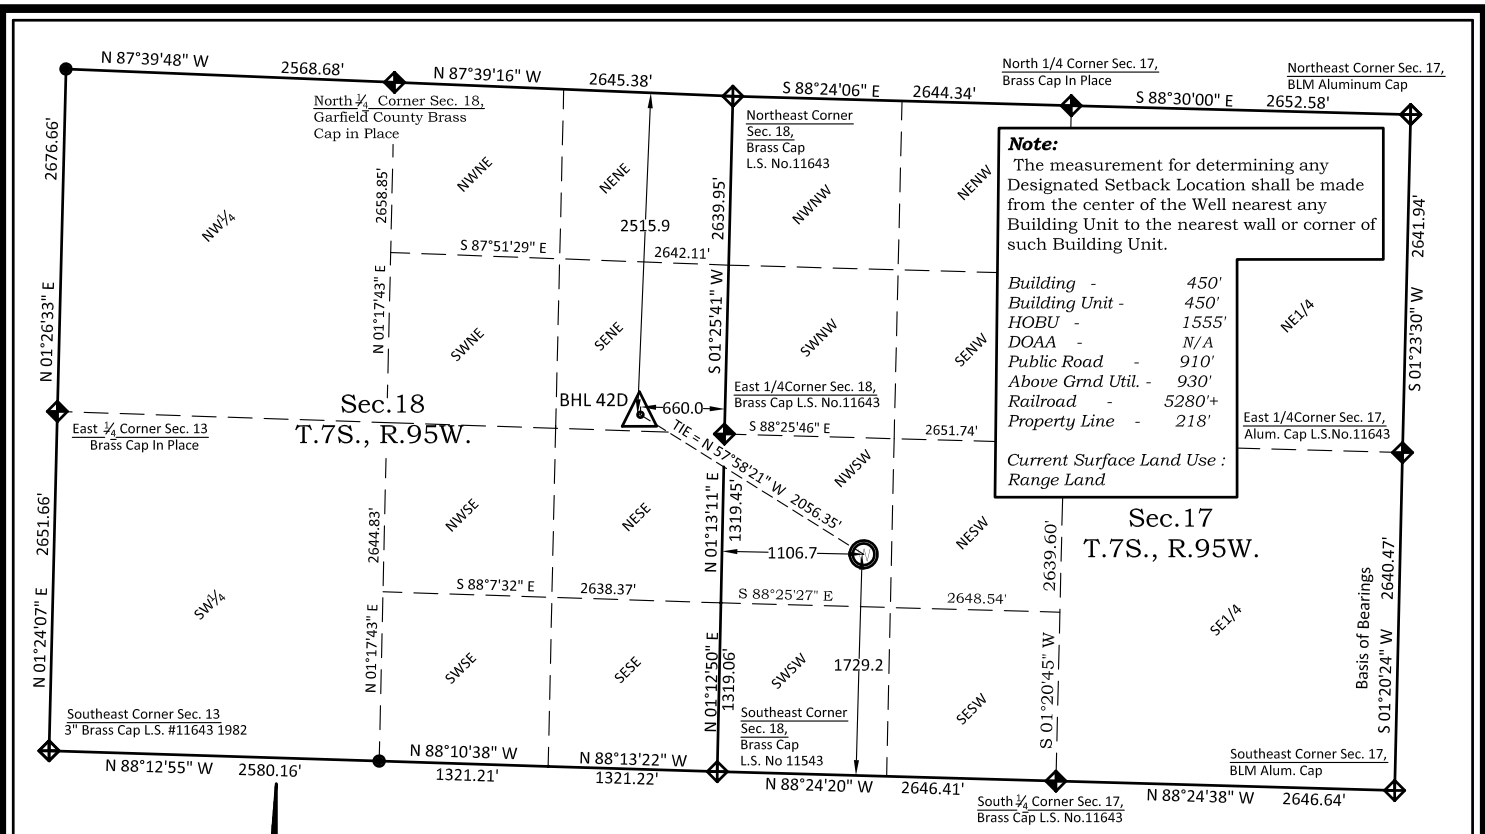 N 87°39'48" W
2568.68'
N 87°39'16" W
2645.38'
S 88°24'06" E
2644.34'
North 1/4 Corner Sec. 17,
Brass Cap In Place
S 88°30'00" E
2652.58'
Northeast Corner Sec. 17,
BLM Aluminum Cap
North ¼ Corner Sec. 18,
Garfield County Brass
Cap in Place
Northeast Corner
Sec. 18,
Brass Cap
L.S. No.11643
2676.66'
N 01°26'33" E
NW¼
2658.85'
N 01°17'43" E
NWNE
NENE
2515.9
2639.95'
S 01°25'41" W
NWNW
NENW
S 87°51'29" E
2642.11'
SWNE
SENE
SWNW
SENW
Note:
The measurement for determining any
Designated Setback Location shall be made
from the center of the Well nearest any
Building Unit to the nearest wall or corner of
such Building Unit.
Building - 450'
Building Unit - 450'
HOBU - 1555'
DOAA - N/A
Public Road - 910'
Above Grnd Util. - 930'
Railroad - 5280'+
Property Line - 218'
Current Surface Land Use :
Range Land
NE1/4
2641.94'
S 01°23'30" W
East 1/4Corner Sec. 18,
Brass Cap L.S. No.11643
BHL 42D
660.0
Sec.18
T.7S., R.95W.
East ¼ Corner Sec. 13
Brass Cap In Place
S 88°25'46" E
2651.74'
East 1/4Corner Sec. 17,
Alum. Cap L.S.No.11643
TIE = N 57°58'21" W 2056.35'
2651.66'
N 01°24'07" E
SW¼
2644.83'
N 01°17'43" E
NWSE
NESE
N 01°13'11" E
1319.45'
NWSW
NESW
1106.7
2639.60'
S 01°20'45" W
Sec.17
T.7S., R.95W.
S 88°7'32" E
2638.37'
S 88°25'27" E
2648.54'
SWSE
SESE
N 01°12'50" E
1319.06'
SWSW
1729.2
SESW
SE1/4
Basis of Bearings
2640.47'
S 01°20'24" W
Southeast Corner Sec. 13
3" Brass Cap L.S. #11643 1982
Southeast Corner
Sec. 18,
Brass Cap
L.S. No 11543
Southeast Corner Sec. 17,
BLM Alum. Cap
N 88°12'55" W
2580.16'
N 88°10'38" W
1321.21'
N 88°13'22" W
1321.22'
N 88°24'20" W
2646.41'
South ¼ Corner Sec. 17,
Brass Cap L.S. No.11643
N 88°24'38" W
2646.64'